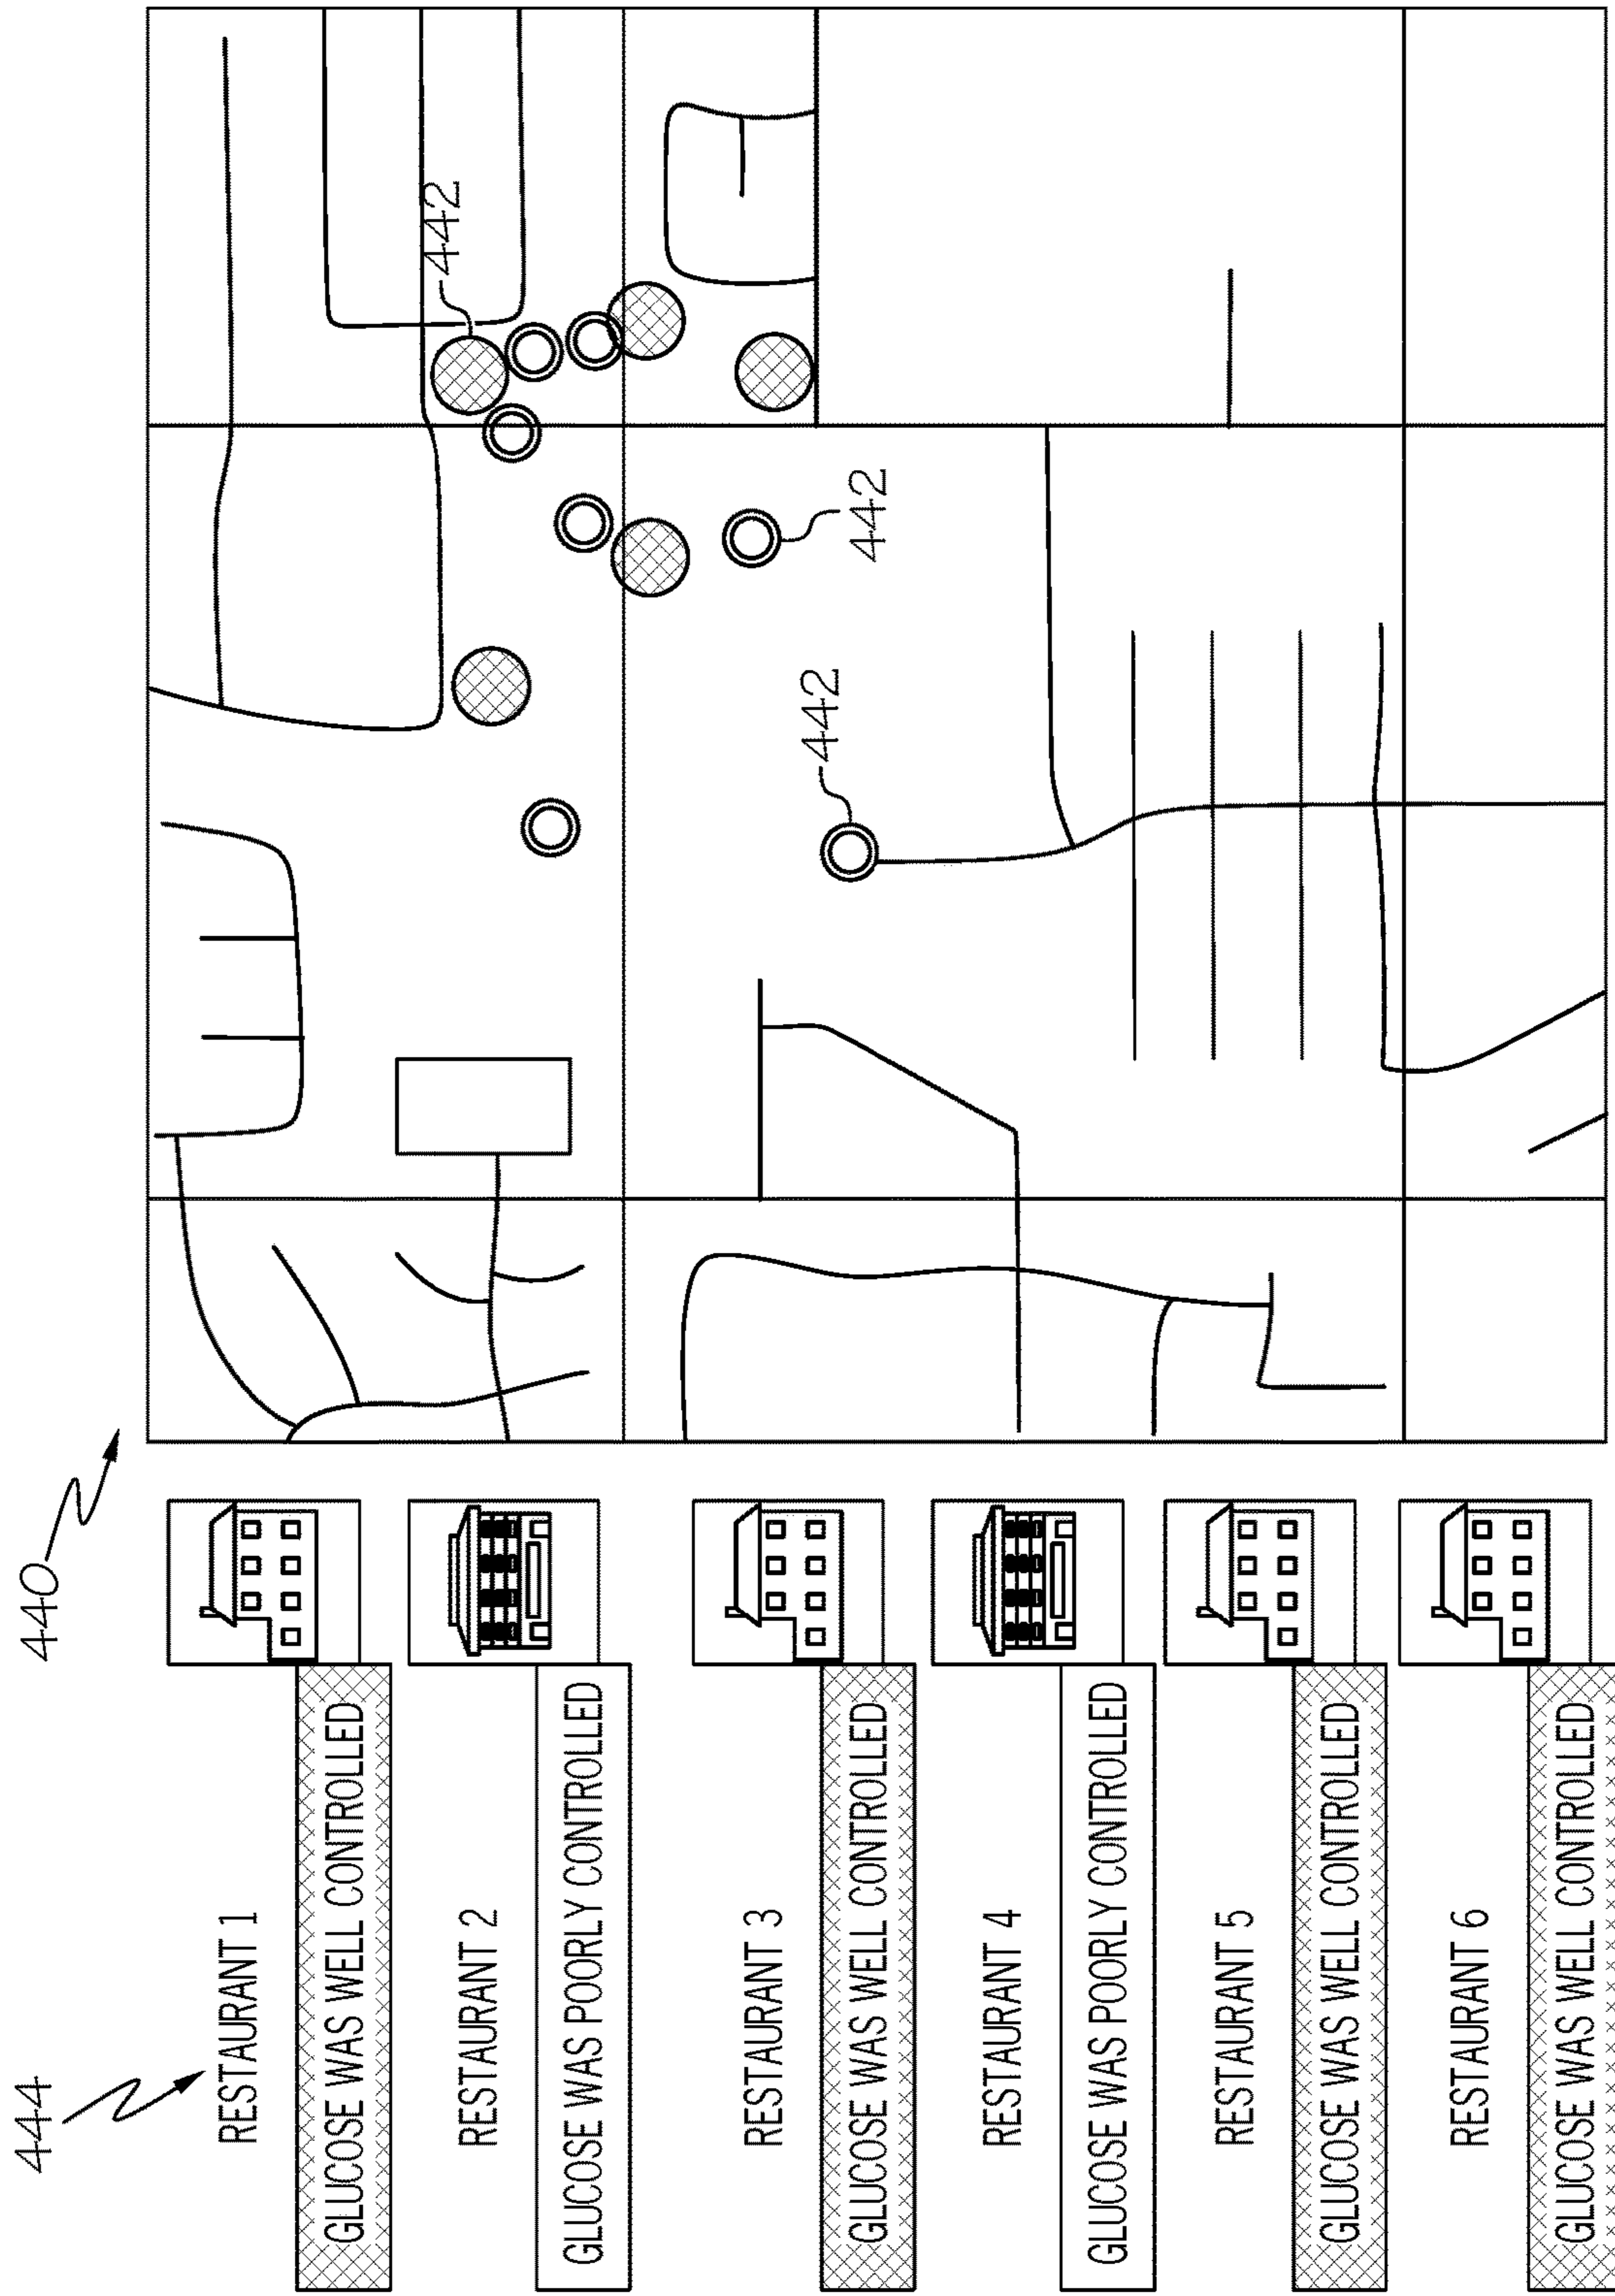 444
440
RESTAURANT 1
GLUCOSE WAS WELL CONTROLLED
RESTAURANT 2
GLUCOSE WAS POORLY CONTROLLED
RESTAURANT 3
GLUCOSE WAS WELL CONTROLLED
RESTAURANT 4
GLUCOSE WAS POORLY CONTROLLED
RESTAURANT 5
GLUCOSE WAS WELL CONTROLLED
RESTAURANT 6
GLUCOSE WAS WELL CONTROLLED
442
442
442